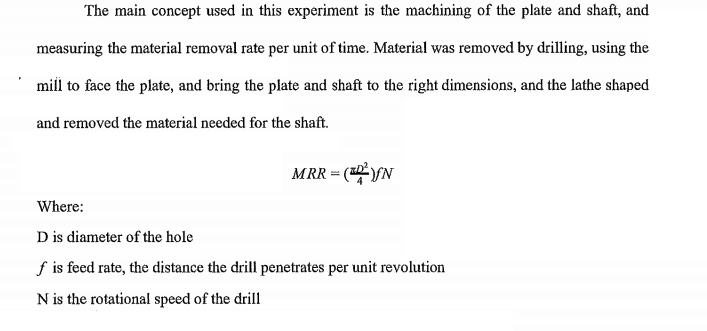 The main concept used in this experiment is the machining of the plate and shaft, and
measuring the material removal rate per unit of time. Material was removed by drilling, using the
mill to face the plate, and bring the plate and shaft to the right dimensions, and the lathe shaped
and removed the material needed for the shaft.
MRR = (πD²/4)fN
Where:
D is diameter of the hole
f is feed rate, the distance the drill penetrates per unit revolution
N is the rotational speed of the drill